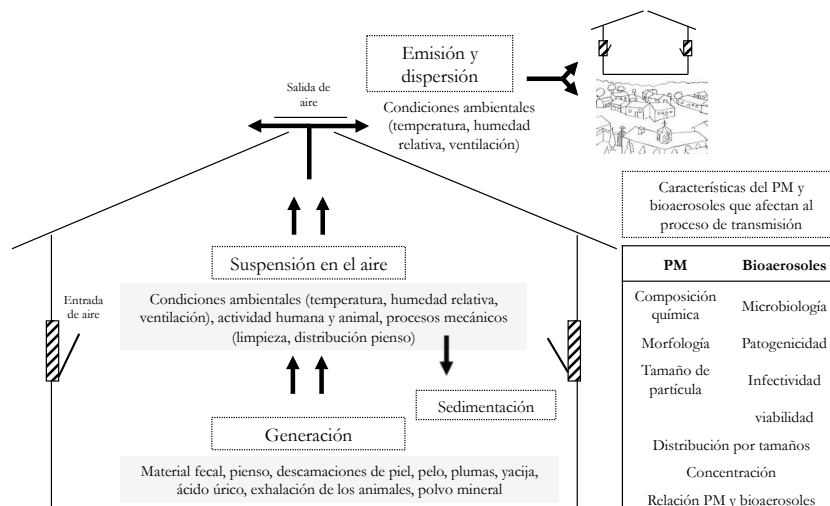 Emisión y
dispersión
Salida de
aire
Condiciones ambientales
(temperatura, humedad
relativa, ventilación)
Características del PM y
bioaerosoles que afectan al
proceso de transmisión
Suspensión en el aire
Entrada
de aire
Condiciones ambientales (temperatura, humedad relativa,
ventilación), actividad humana y animal, procesos mecánicos
(limpieza, distribución pienso)
Sedimentación
Generación
Material fecal, pienso, descamaciones de piel, pelo, plumas, yacija,
ácido úrico, exhalación de los animales, polvo mineral
PM Bioaerosoles
Composición
química
Microbiología
Morfología Patogenicidad
Tamaño de
partícula
Infectividad
viabilidad
Distribución por tamaños
Concentración
Relación PM y bioaerosoles